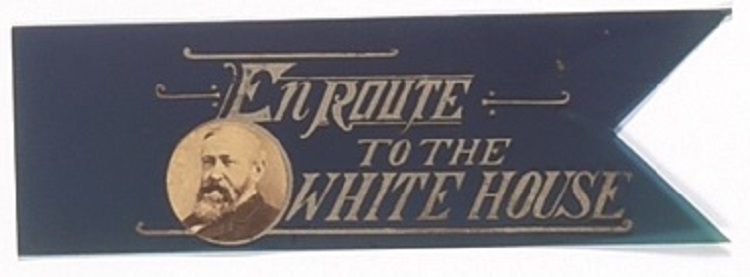 En Route
TO THE
WHITE HOUSE